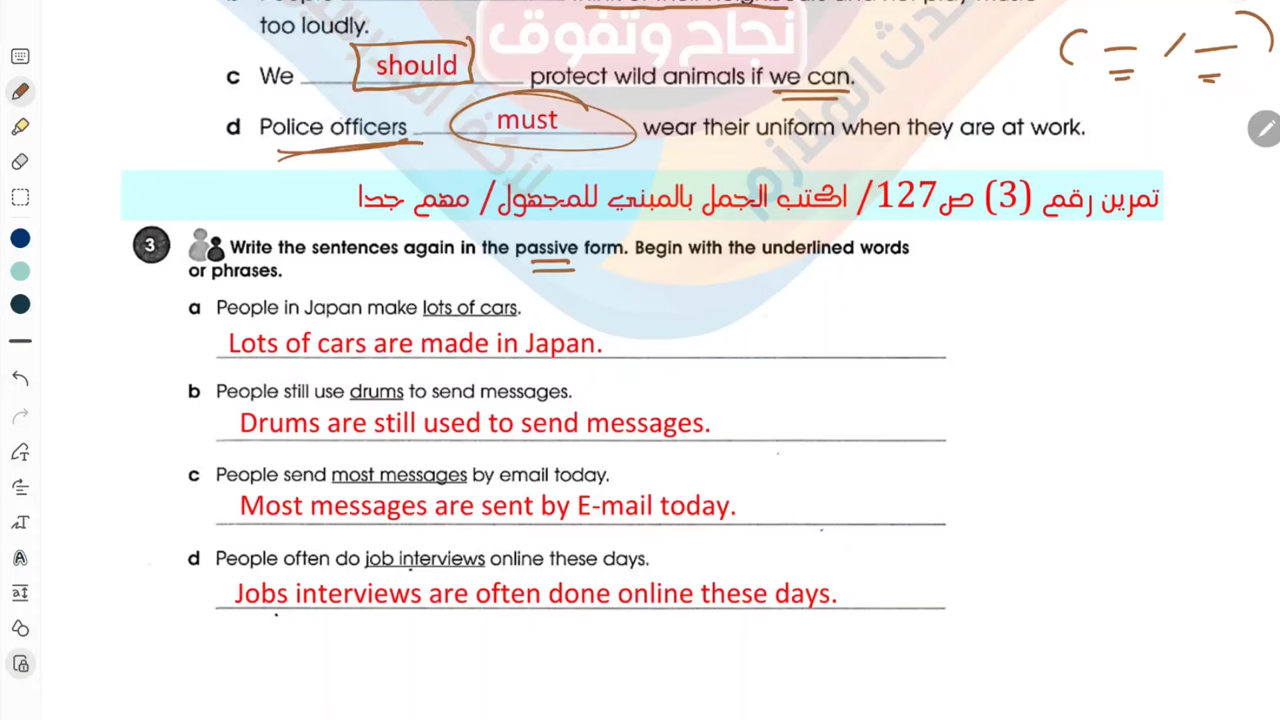 too loudly.
c We should protect wild animals if we can.
d Police officers must wear their uniform when they are at work.
تمرين رقم (3) ص127/ اكتب الجمل بالمبني للمجهول/ مهم جدا
3 Write the sentences again in the passive form. Begin with the underlined words
or phrases.
a People in Japan make lots of cars.
Lots of cars are made in Japan.
b People still use drums to send messages.
Drums are still used to send messages.
c People send most messages by email today.
Most messages are sent by E-mail today.
d People often do job interviews online these days.
Jobs interviews are often done online these days.
نجاح وتفوق